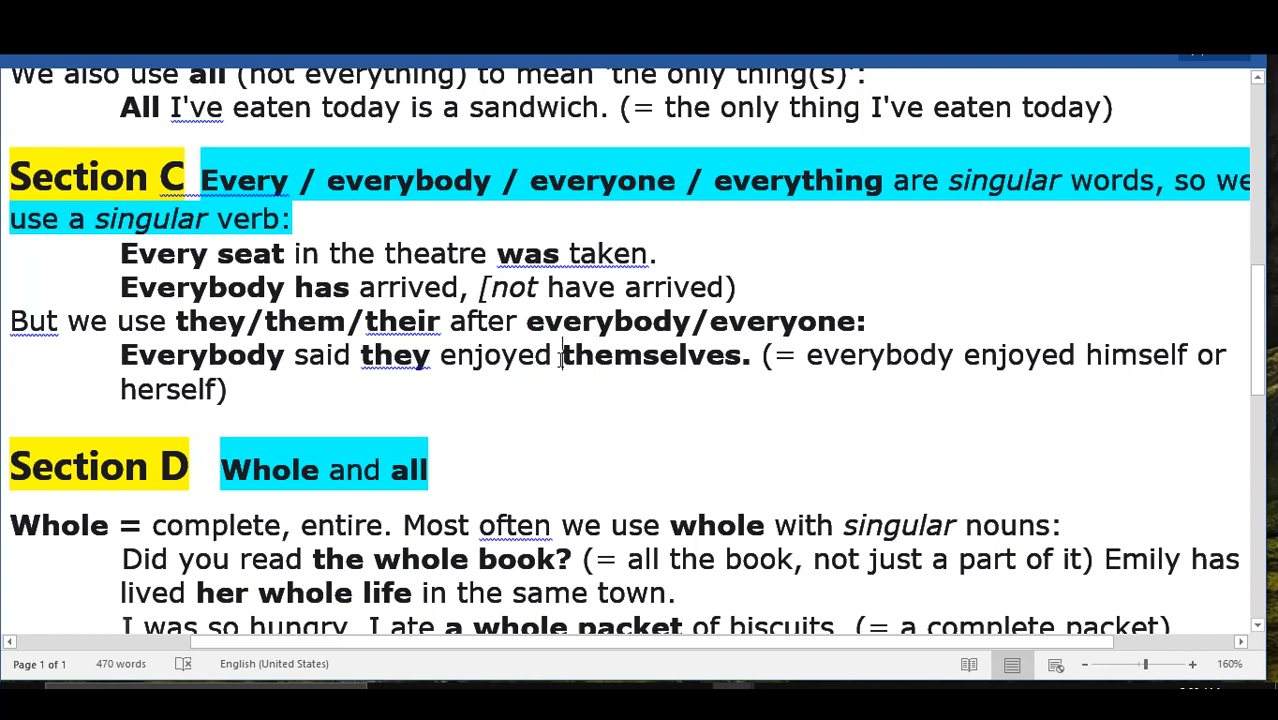 We also use all (not everything) to mean 'the only thing(s)':
All I've eaten today is a sandwich. (= the only thing I've eaten today)
Section C Every / everybody / everyone / everything are singular words, so we
use a singular verb:
Every seat in the theatre was taken.
Everybody has arrived, [not have arrived)
But we use they/them/their after everybody/everyone:
Everybody said they enjoyed themselves. (= everybody enjoyed himself or
herself)
Section D Whole and all
Whole = complete, entire. Most often we use whole with singular nouns:
Did you read the whole book? (= all the book, not just a part of it) Emily has
lived her whole life in the same town.
I was so hungry, I ate a whole packet of biscuits. (= a complete packet)
Page 1 of 1 470 words English (United States) 160%